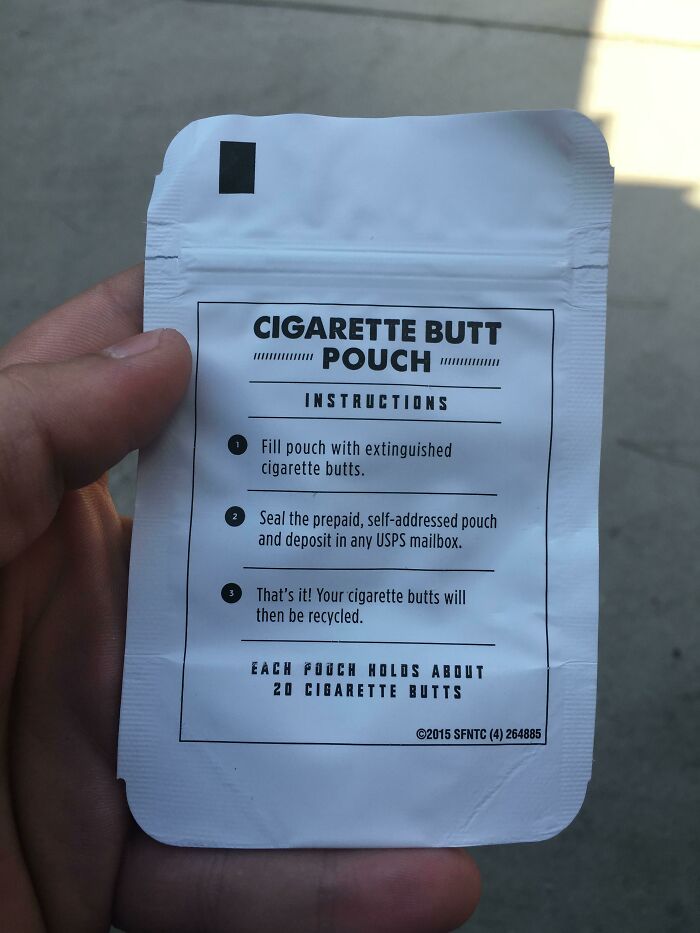 CIGARETTE BUTT
POUCH
INSTRUCTIONS
1 Fill pouch with extinguished
cigarette butts.
2 Seal the prepaid, self-addressed pouch
and deposit in any USPS mailbox.
3 That's it! Your cigarette butts will
then be recycled.
EACH POUCH HOLDS ABOUT
20 CIGARETTE BUTTS
©2015 SFNTC (4) 264885